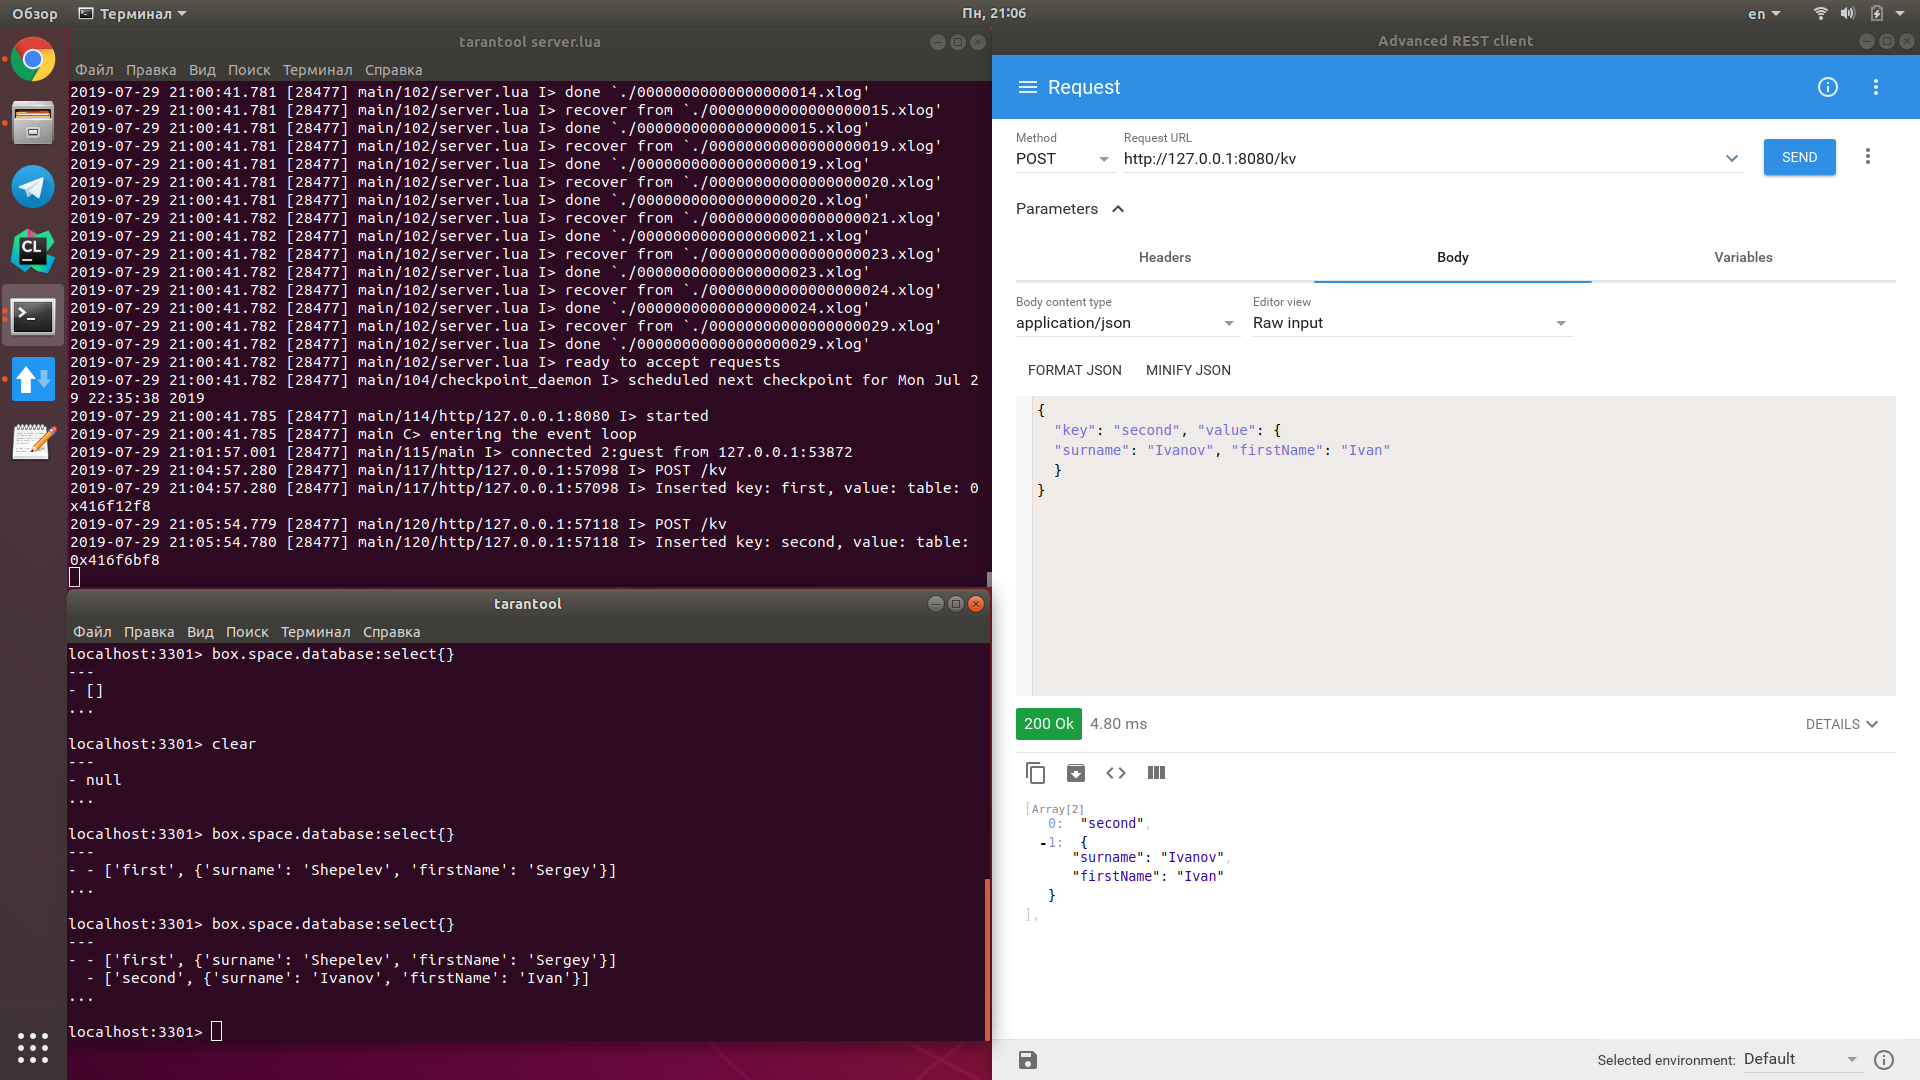 Обзор
Терминал
Пн, 21:06
en
tarantool server.lua
Файл Правка Вид Поиск Терминал Справка
2019-07-29 21:00:41.781 [28477] main/102/server.lua I> done `./00000000000000000014.xlog'
2019-07-29 21:00:41.781 [28477] main/102/server.lua I> recover from `./00000000000000000015.xlog'
2019-07-29 21:00:41.781 [28477] main/102/server.lua I> done `./00000000000000000015.xlog'
2019-07-29 21:00:41.781 [28477] main/102/server.lua I> recover from `./00000000000000000019.xlog'
2019-07-29 21:00:41.781 [28477] main/102/server.lua I> done `./00000000000000000019.xlog'
2019-07-29 21:00:41.781 [28477] main/102/server.lua I> recover from `./00000000000000000020.xlog'
2019-07-29 21:00:41.781 [28477] main/102/server.lua I> done `./00000000000000000020.xlog'
2019-07-29 21:00:41.782 [28477] main/102/server.lua I> recover from `./00000000000000000021.xlog'
2019-07-29 21:00:41.782 [28477] main/102/server.lua I> done `./00000000000000000021.xlog'
2019-07-29 21:00:41.782 [28477] main/102/server.lua I> recover from `./00000000000000000023.xlog'
2019-07-29 21:00:41.782 [28477] main/102/server.lua I> done `./00000000000000000023.xlog'
2019-07-29 21:00:41.782 [28477] main/102/server.lua I> recover from `./00000000000000000024.xlog'
2019-07-29 21:00:41.782 [28477] main/102/server.lua I> done `./00000000000000000024.xlog'
2019-07-29 21:00:41.782 [28477] main/102/server.lua I> recover from `./00000000000000000029.xlog'
2019-07-29 21:00:41.782 [28477] main/102/server.lua I> done `./00000000000000000029.xlog'
2019-07-29 21:00:41.782 [28477] main/102/server.lua I> ready to accept requests
2019-07-29 21:00:41.782 [28477] main/104/checkpoint_daemon I> scheduled next checkpoint for Mon Jul 2
9 22:35:38 2019
2019-07-29 21:00:41.785 [28477] main/114/http/127.0.0.1:8080 I> started
2019-07-29 21:00:41.785 [28477] main C> entering the event loop
2019-07-29 21:01:57.001 [28477] main/115/main I> connected 2:guest from 127.0.0.1:53872
2019-07-29 21:04:57.280 [28477] main/117/http/127.0.0.1:57098 I> POST /kv
2019-07-29 21:04:57.280 [28477] main/117/http/127.0.0.1:57098 I> Inserted key: first, value: table: 0
x416f12f8
2019-07-29 21:05:54.779 [28477] main/120/http/127.0.0.1:57118 I> POST /kv
2019-07-29 21:05:54.780 [28477] main/120/http/127.0.0.1:57118 I> Inserted key: second, value: table:
0x416f6bf8
tarantool
Файл Правка Вид Поиск Терминал Справка
localhost:3301> box.space.database:select{}
---
- []
...
localhost:3301> clear
---
- null
...
localhost:3301> box.space.database:select{}
---
- - ['first', {'surname': 'Shepelev', 'firstName': 'Sergey'}]
...
localhost:3301> box.space.database:select{}
---
- - ['first', {'surname': 'Shepelev', 'firstName': 'Sergey'}]
- ['second', {'surname': 'Ivanov', 'firstName': 'Ivan'}]
...
localhost:3301>
CL
Advanced REST client
Request
Method
POST
Request URL
http://127.0.0.1:8080/kv
SEND
Parameters
Headers
Body
Variables
Body content type
application/json
Editor view
Raw input
FORMAT JSON
MINIFY JSON
{
"key": "second", "value": {
"surname": "Ivanov", "firstName": "Ivan"
}
}
200 Ok
4.80 ms
DETAILS
[Array[2]
0: "second",
-1: {
"surname": "Ivanov",
"firstName": "Ivan"
}
],
Selected environment: Default